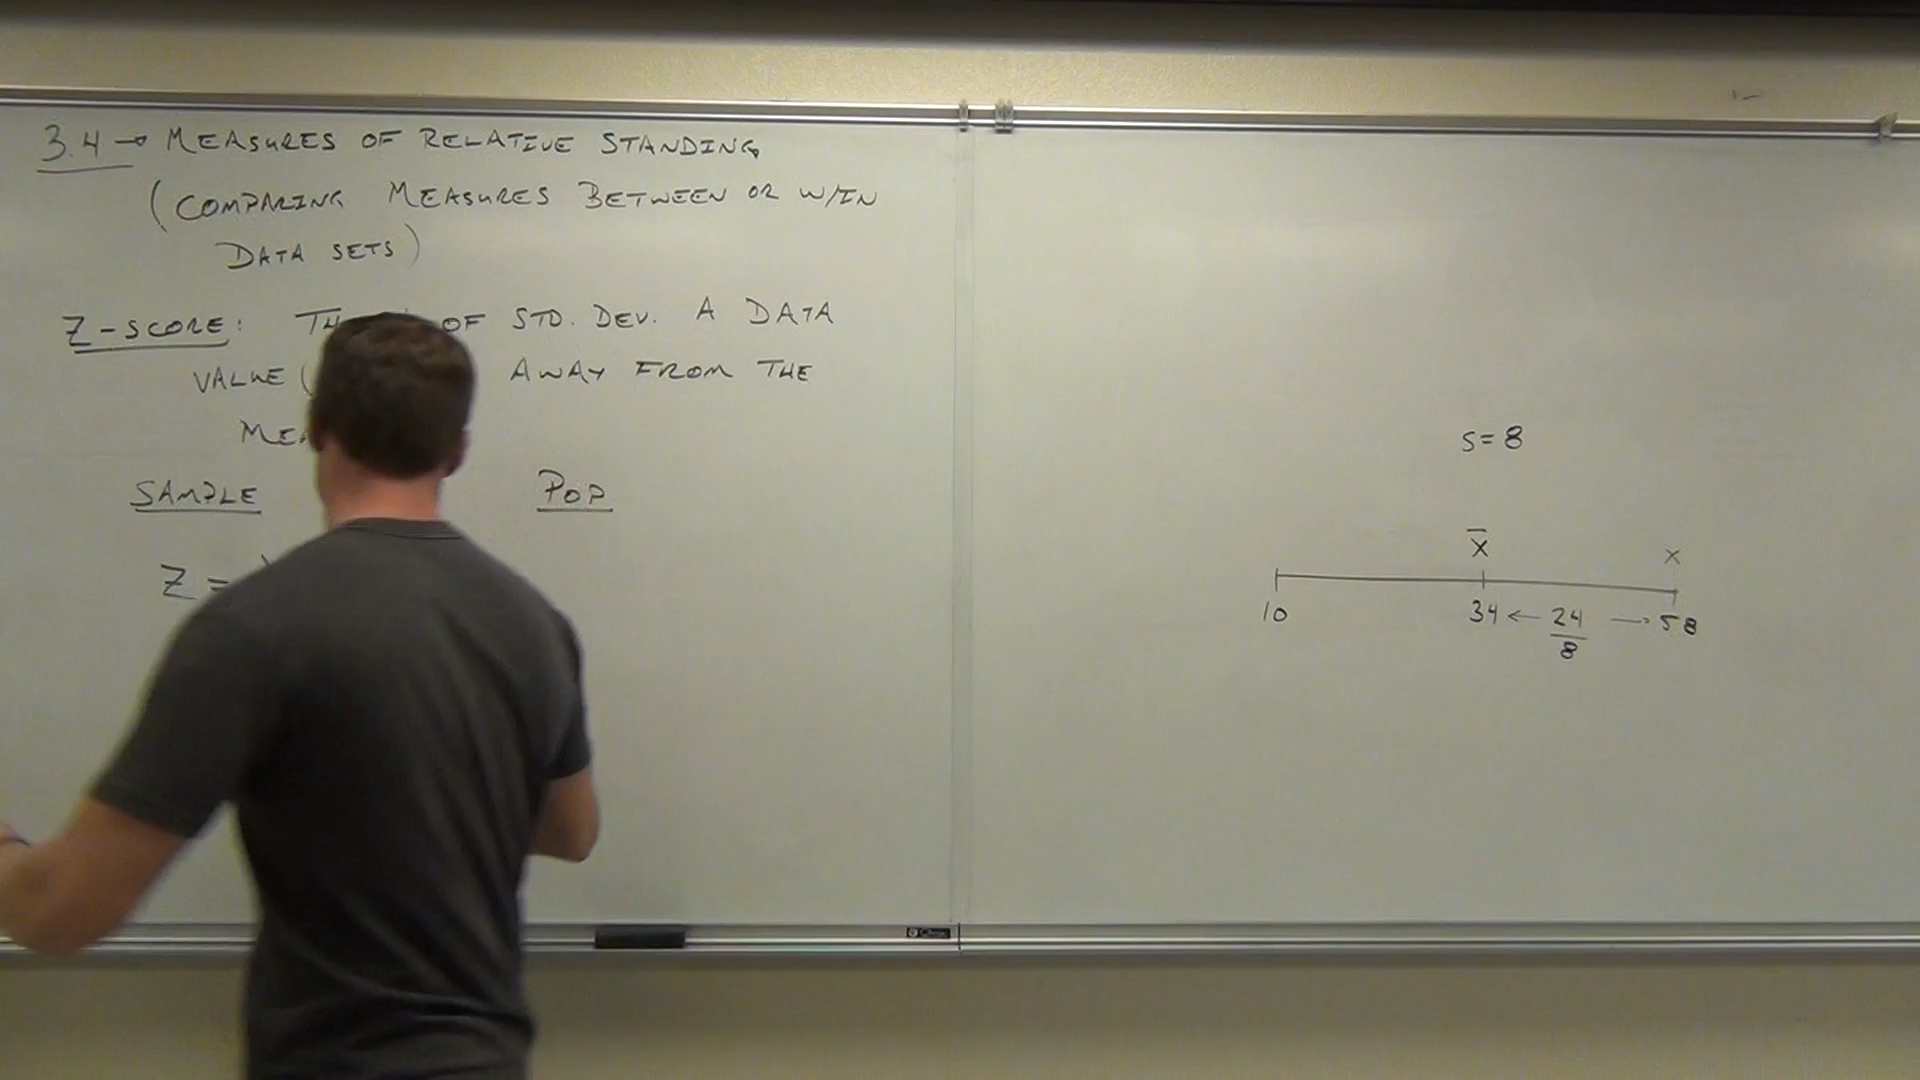 3.4 → MEASURES OF RELATIVE STANDING
(COMPARING MEASURES BETWEEN OR W/IN
DATA SETS)
Z-SCORE: OF STD. DEV. A DATA
VALUE ( AWAY FROM THE
SAMPLE POP
Z =
S = 8
x̄ x
10 34 ← 24 → 58
8